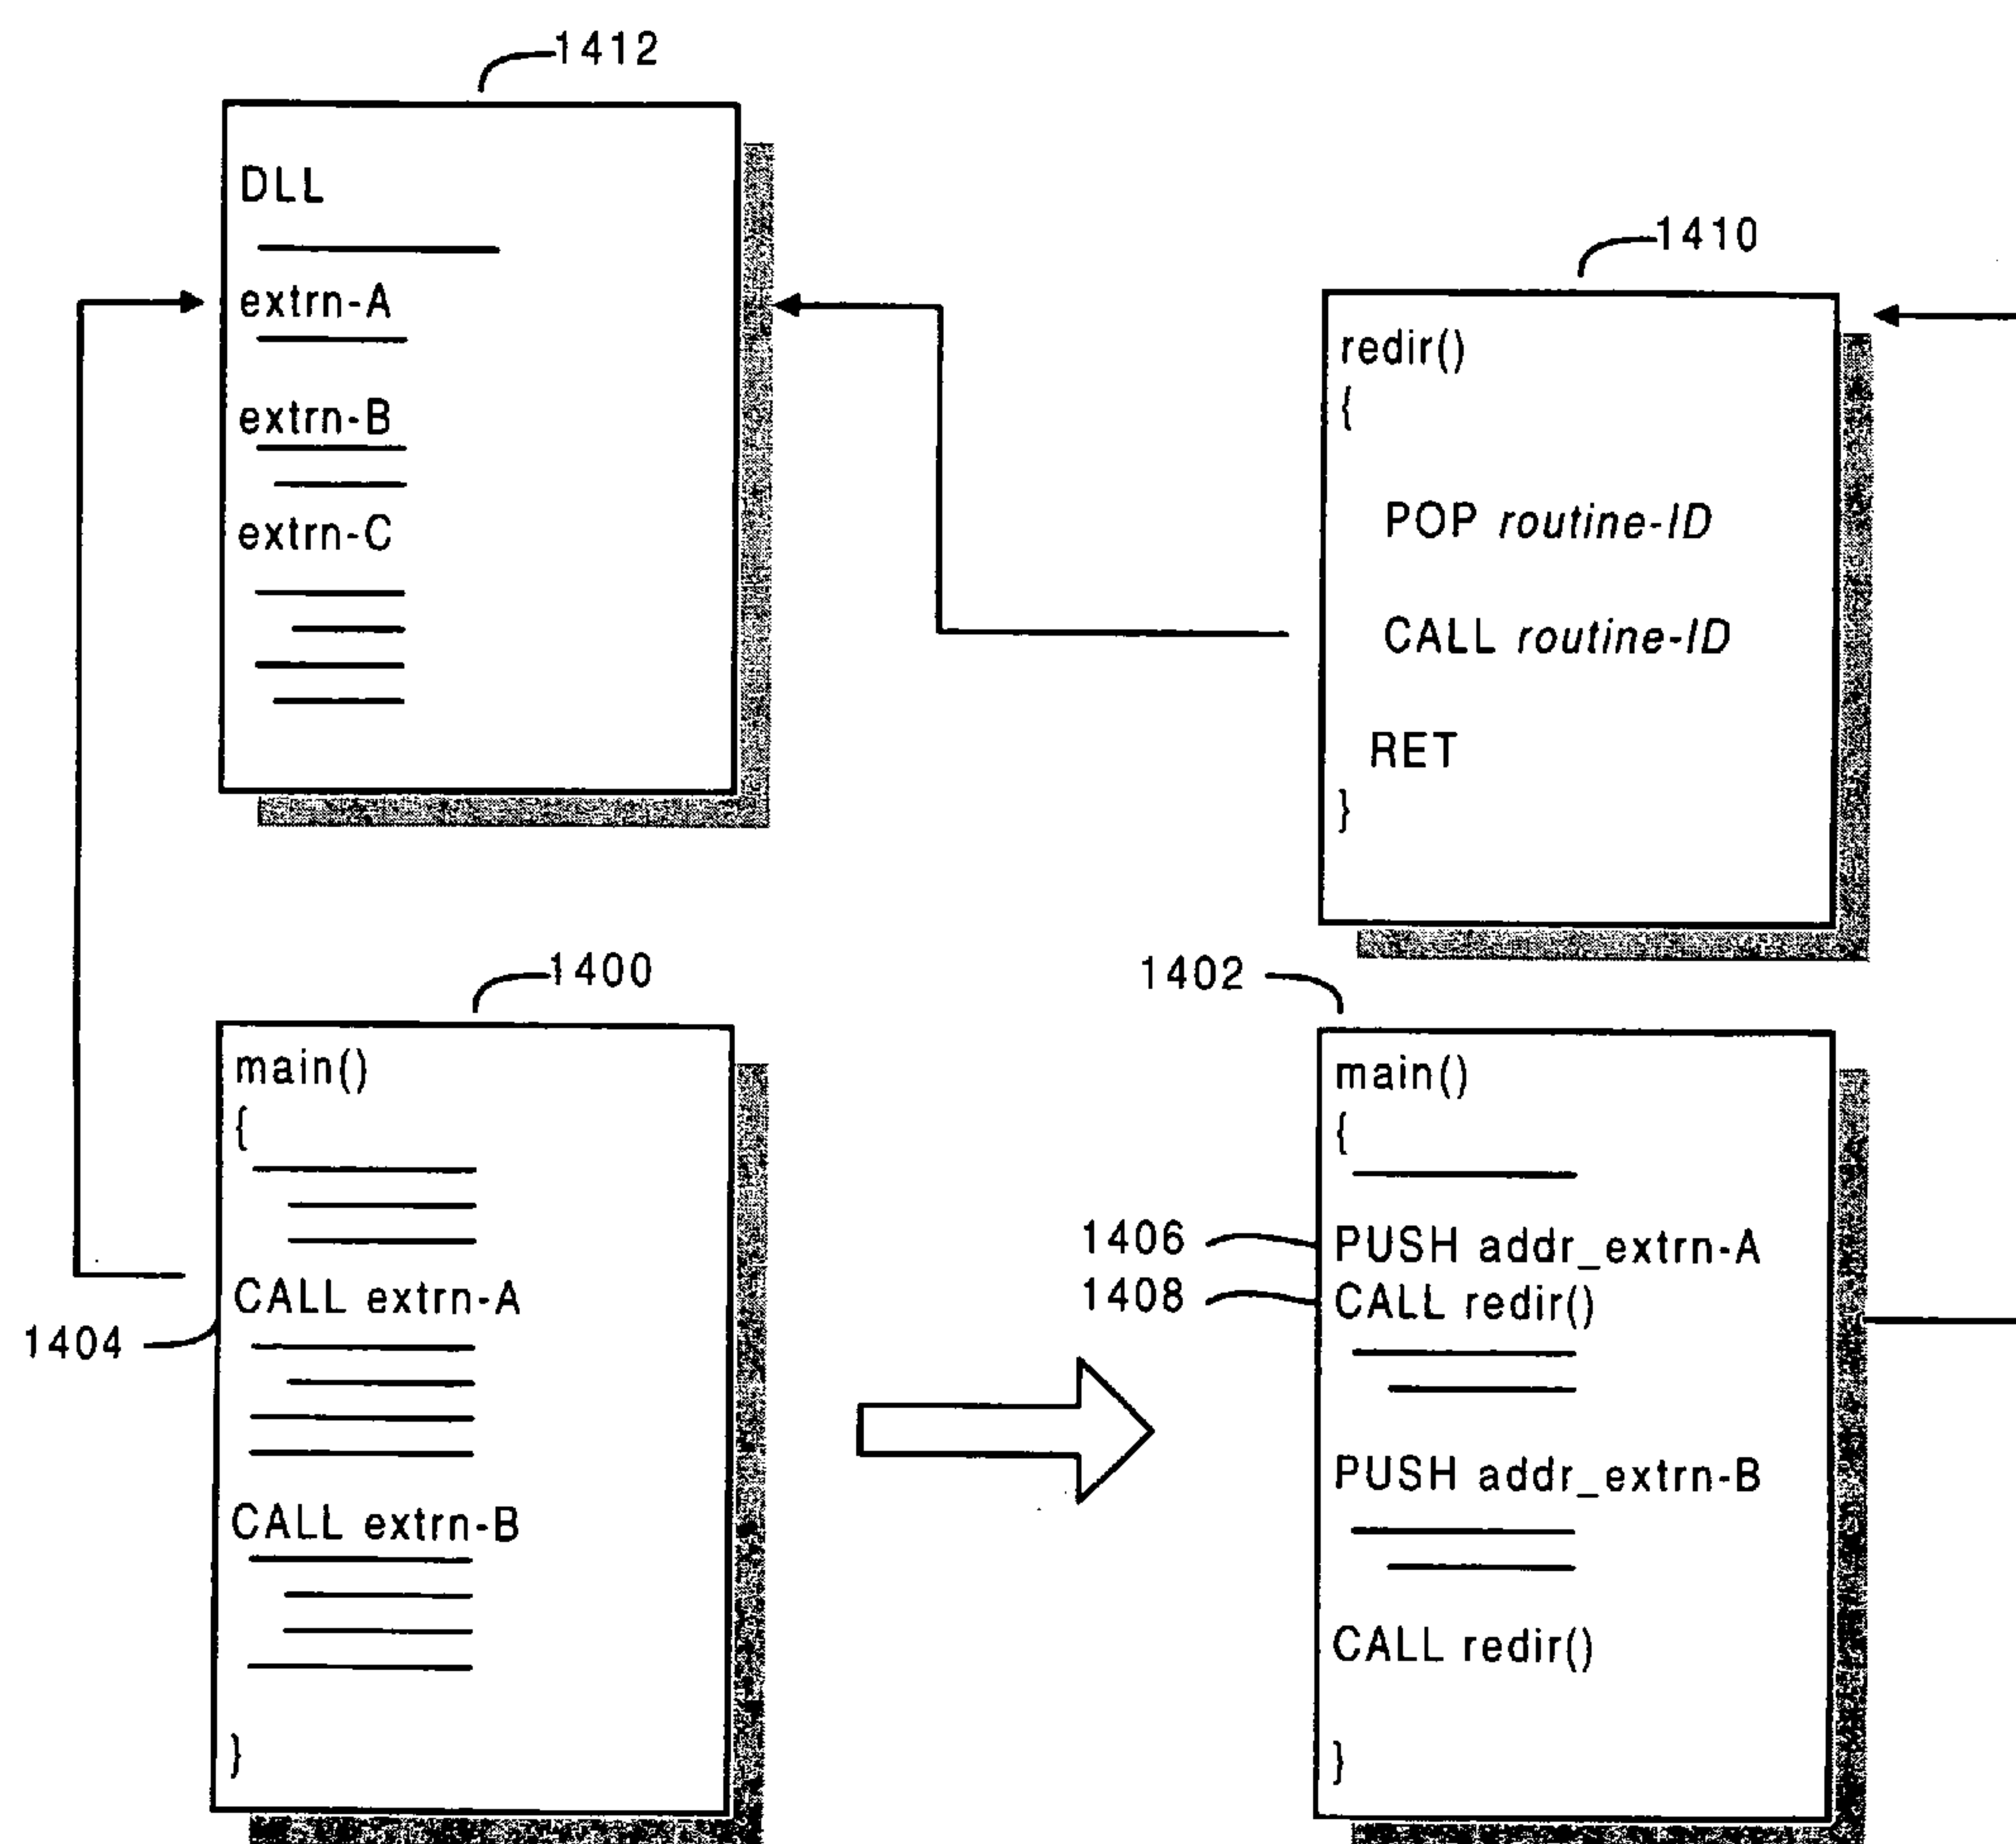 1412
DLL
extrn-A
extrn-B
extrn-C
1410
redir()
{
POP routine-ID
CALL routine-ID
RET
}
1400
main()
{
CALL extrn-A
1404
CALL extrn-B
}
1402
main()
{
1406
PUSH addr_extrn-A
1408
CALL redir()
PUSH addr_extrn-B
CALL redir()
}